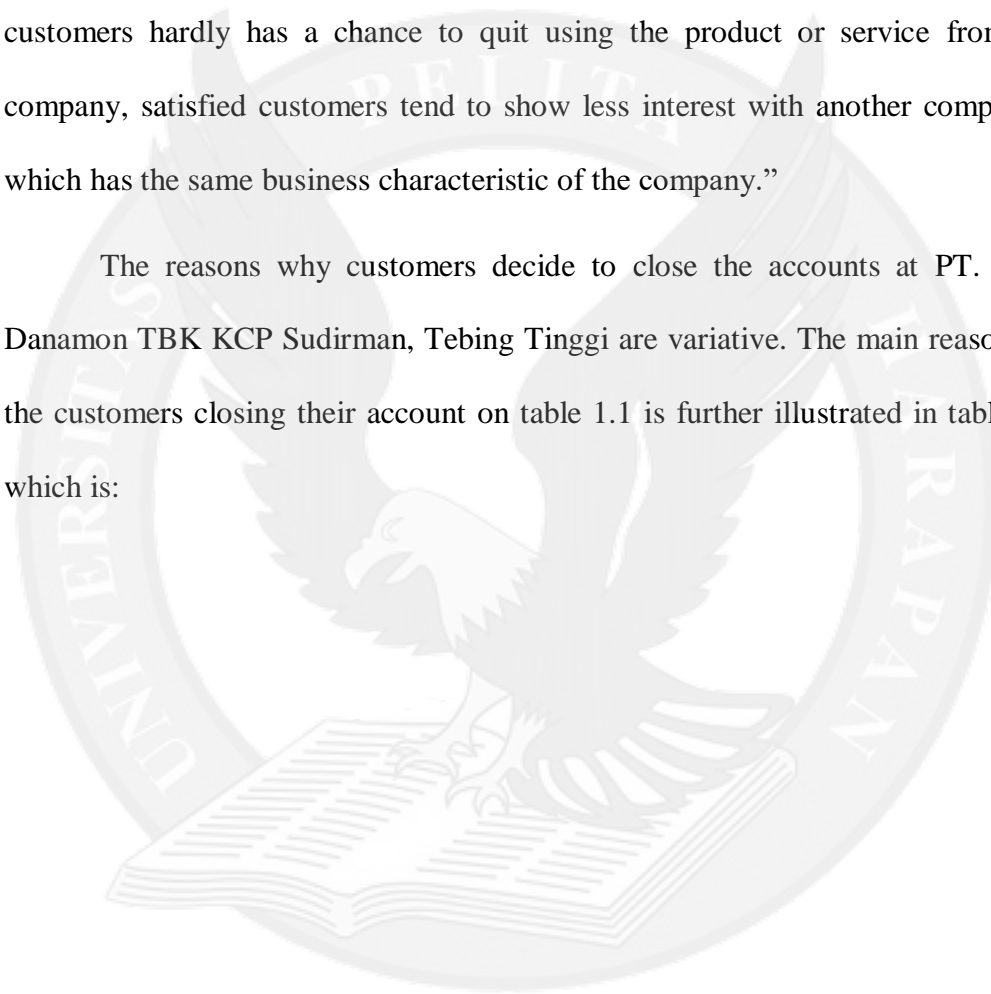 customers hardly has a chance to quit using the product or service from
company, satisfied customers tend to show less interest with another comp
which has the same business characteristic of the company.”
The reasons why customers decide to close the accounts at PT.
Danamon TBK KCP Sudirman, Tebing Tinggi are variative. The main reaso
the customers closing their account on table 1.1 is further illustrated in tabl
which is:
UNIVERSITAS PELITA HARAPAN